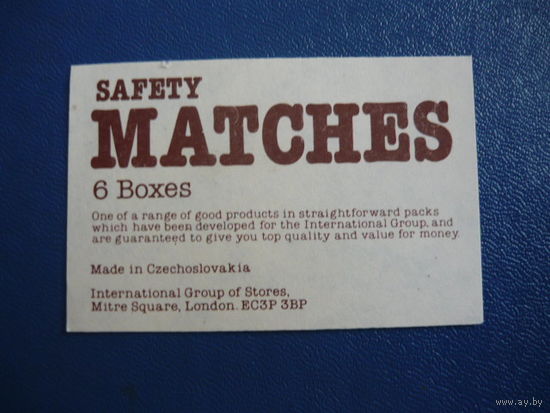 SAFETY
MATCHES
6 Boxes
One of a range of good products in straightforward packs
which have been developed for the International Group, and
are guaranteed to give you top quality and value for money.
Made in Czechoslovakia
International Group of Stores,
Mitre Square, London. EC3P 3BP
www.ay.by